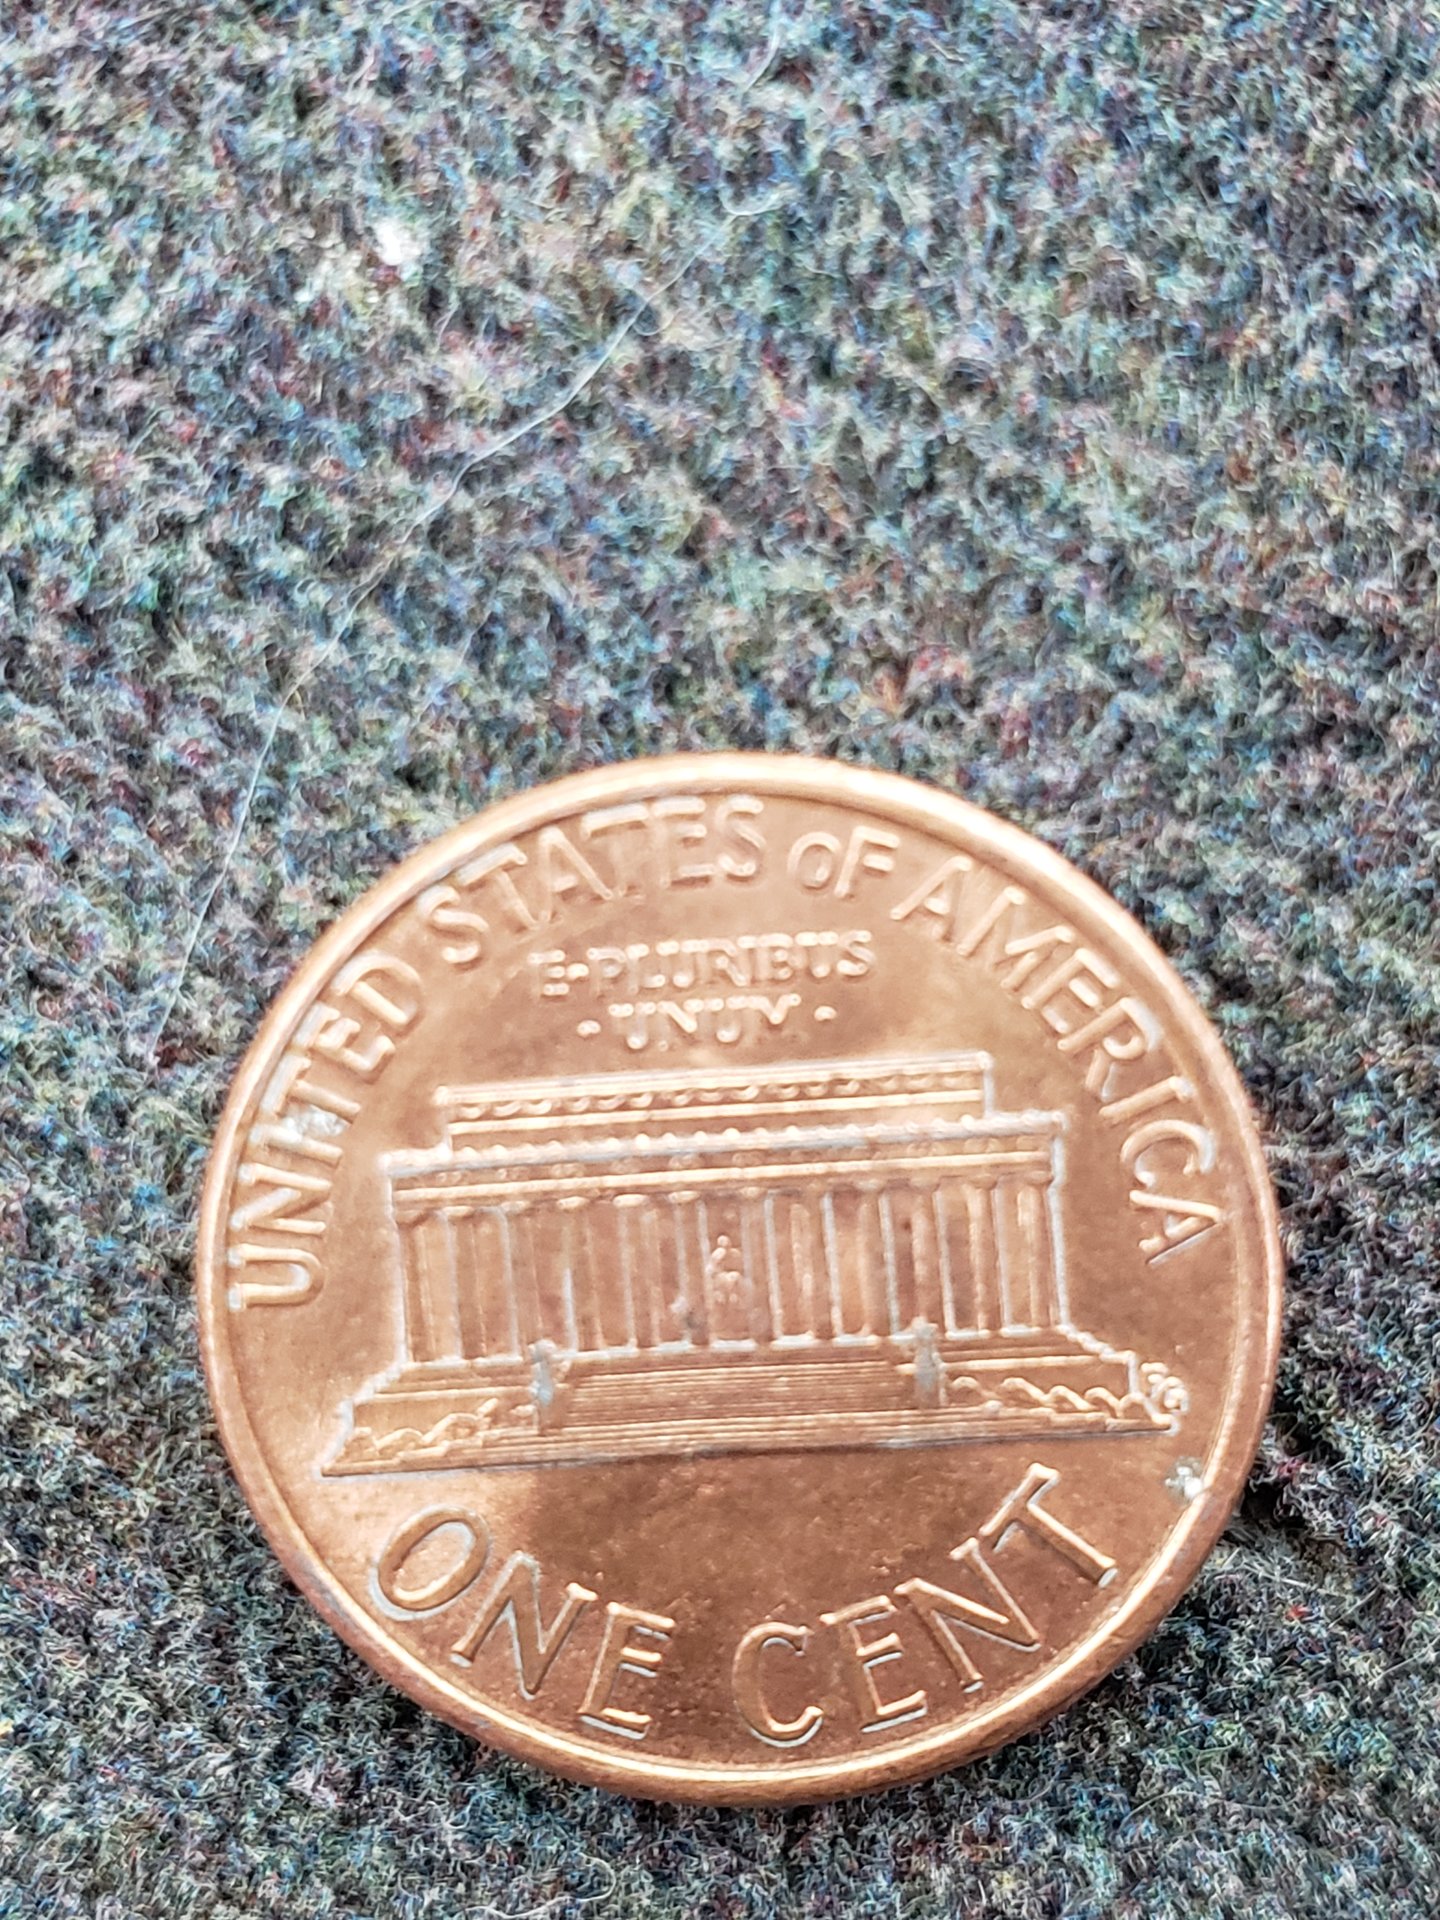 UNITED STATES OF AMERICA
E·PLURIBUS
·UNUM·
ONE CENT